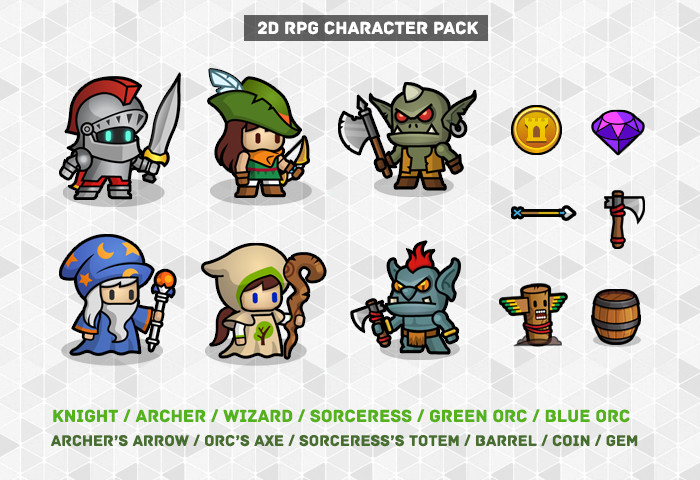 2D RPG CHARACTER PACK
KNIGHT / ARCHER / WIZARD / SORCERESS / GREEN ORC / BLUE ORC
ARCHER'S ARROW / ORC'S AXE / SORCERESS'S TOTEM / BARREL / COIN / GEM